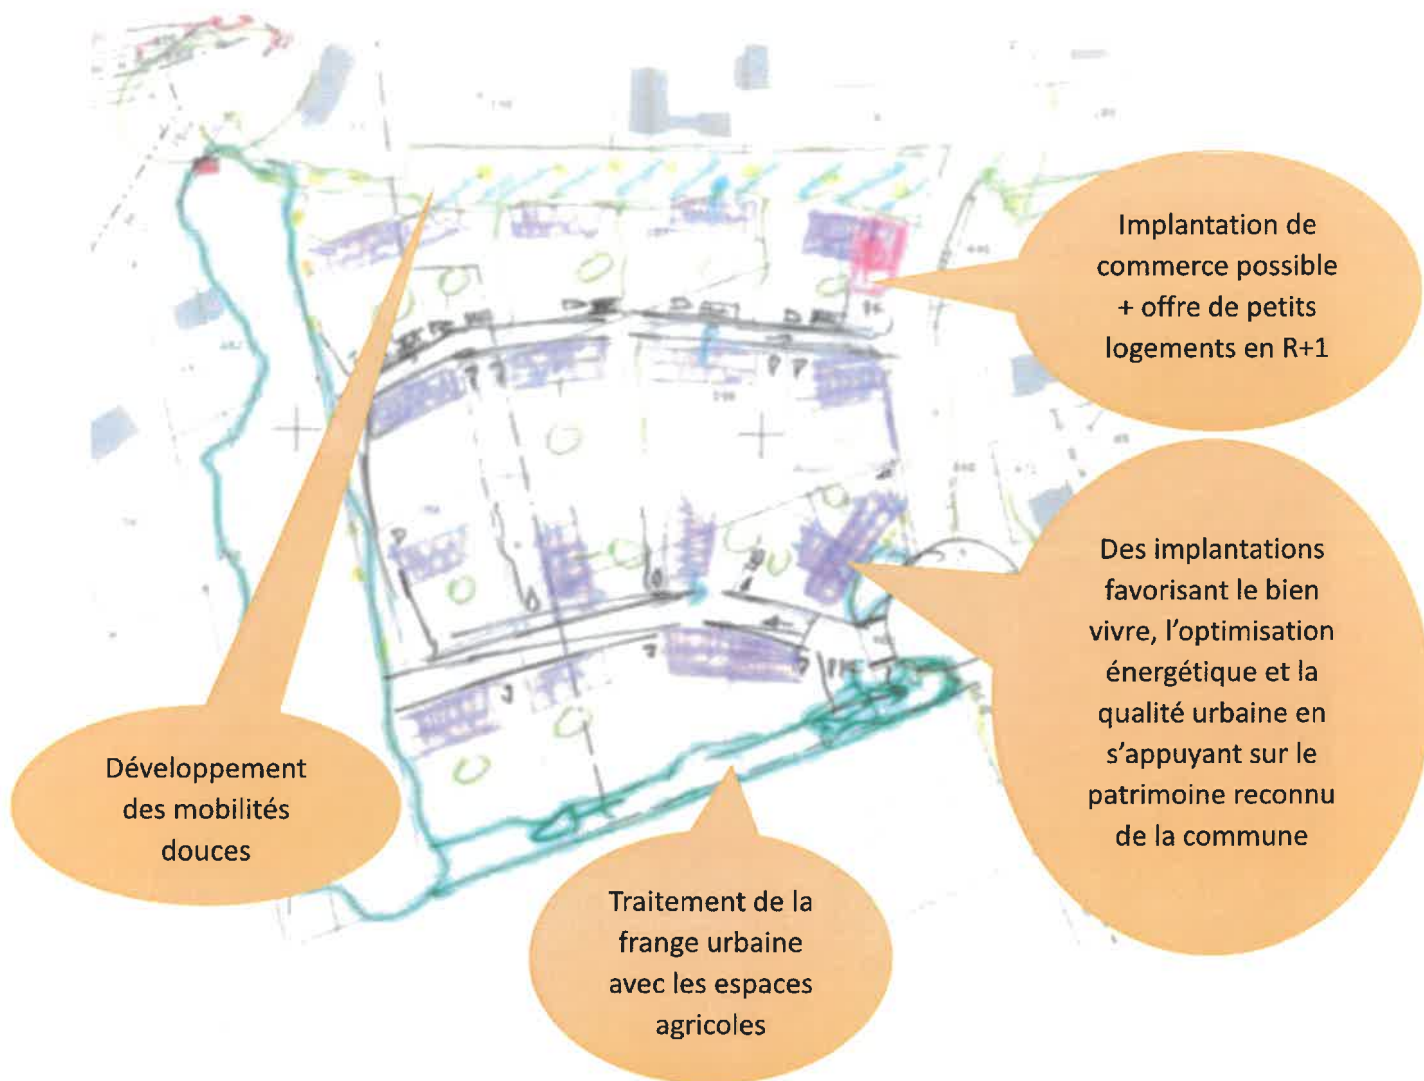 Implantation de
commerce possible
+ offre de petits
logements en R+1
Des implantations
favorisant le bien
vivre, l'optimisation
énergétique et la
qualité urbaine en
s'appuyant sur le
patrimoine reconnu
de la commune
Développement
des mobilités
douces
Traitement de la
frange urbaine
avec les espaces
agricoles